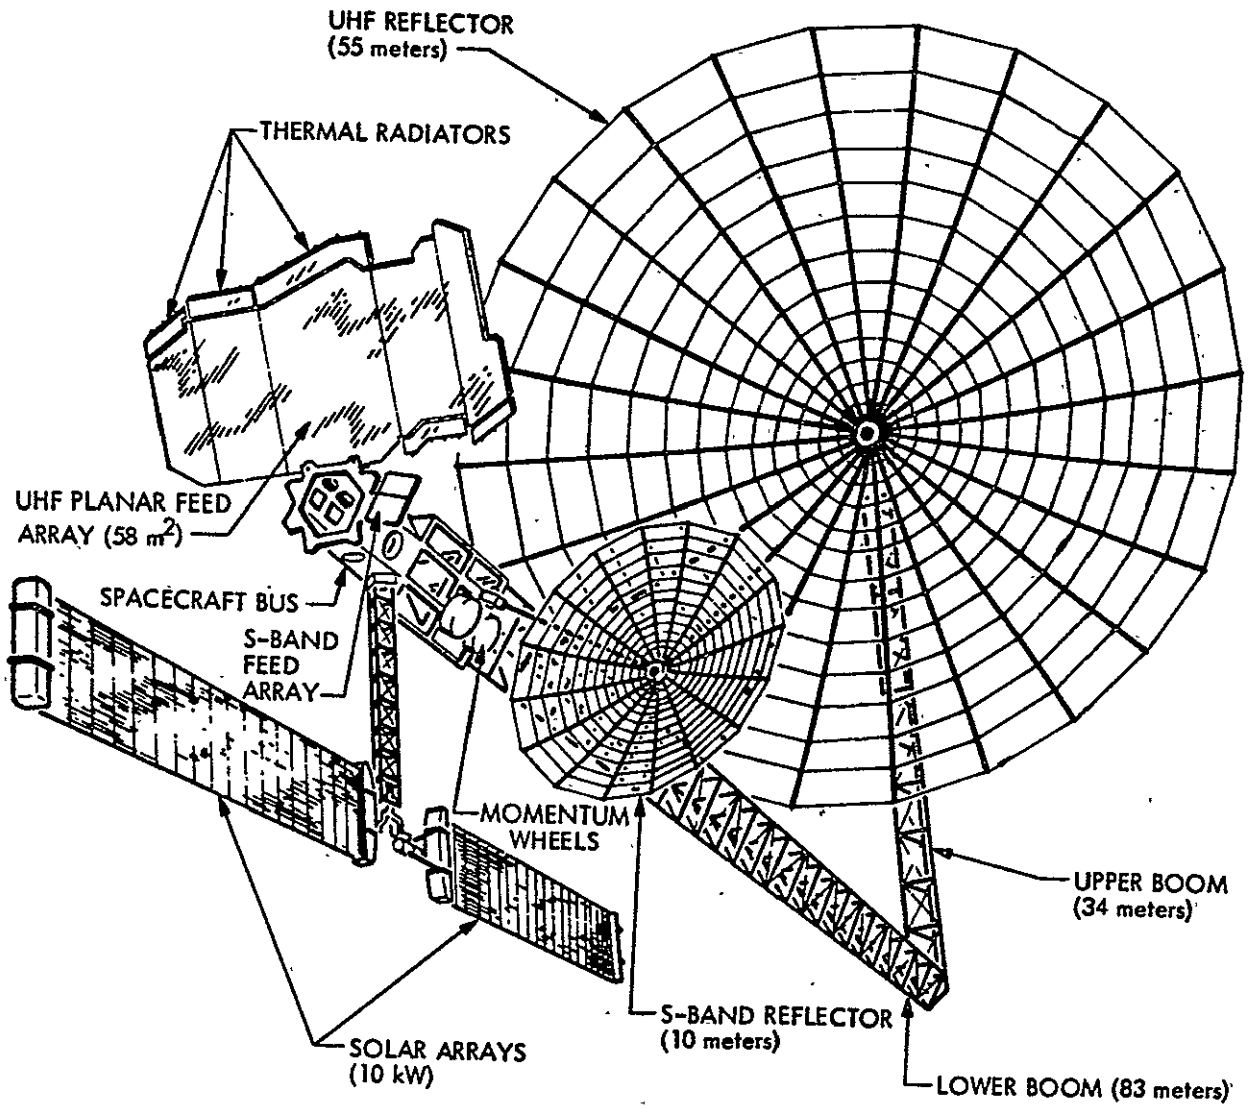 UHF REFLECTOR
(55 meters)
THERMAL RADIATORS
UHF PLANAR FEED
ARRAY (58 m²)
SPACECRAFT BUS
S-BAND
FEED
ARRAY
MOMENTUM
WHEELS
UPPER BOOM
(34 meters)
S-BAND REFLECTOR
(10 meters)
SOLAR ARRAYS
(10 kW)
LOWER BOOM (83 meters)